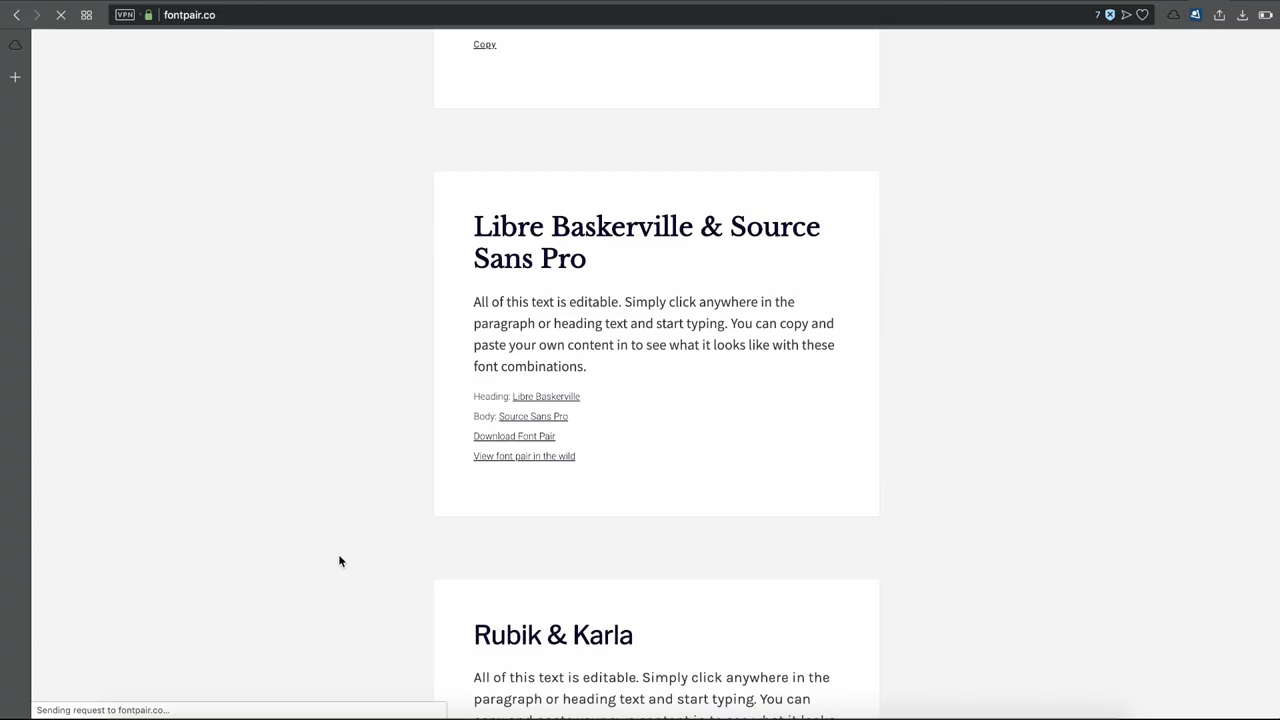 VPN
fontpair.co
7
Copy
Libre Baskerville & Source
Sans Pro
All of this text is editable. Simply click anywhere in the
paragraph or heading text and start typing. You can copy and
paste your own content in to see what it looks like with these
font combinations.
Heading: Libre Baskerville
Body: Source Sans Pro
Download Font Pair
View font pair in the wild
Rubik & Karla
All of this text is editable. Simply click anywhere in the
paragraph or heading text and start typing. You can
Sending request to fontpair.co...